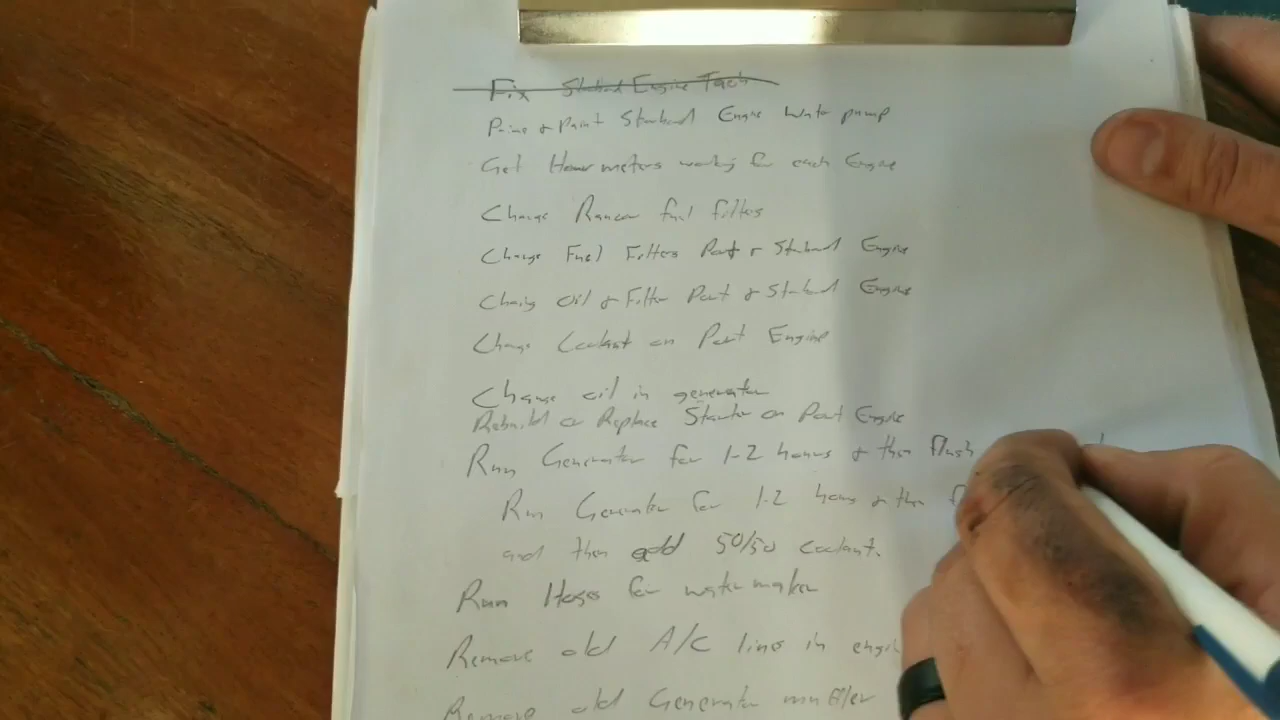 Fix Starboard Engine Tach
Prime & Paint Starboard Engine Water pump
Get Hour meters working for each Engine
Change Rancor fuel filters
Change Fuel Filters Port & Starboard Engine
Chaing Oil & Filter Port & Starboard Engine
Change Coolant on Port Engine
Change oil in generator
Rebuild or Replace Starter on Port Engine
Run Generator for 1-2 hours & then flush
Run Generator for 1-2 hours & then
and then add 50/50 coolant.
Run Hoses for watermaker
Remove old A/C lines in
Remove old Generator muffler